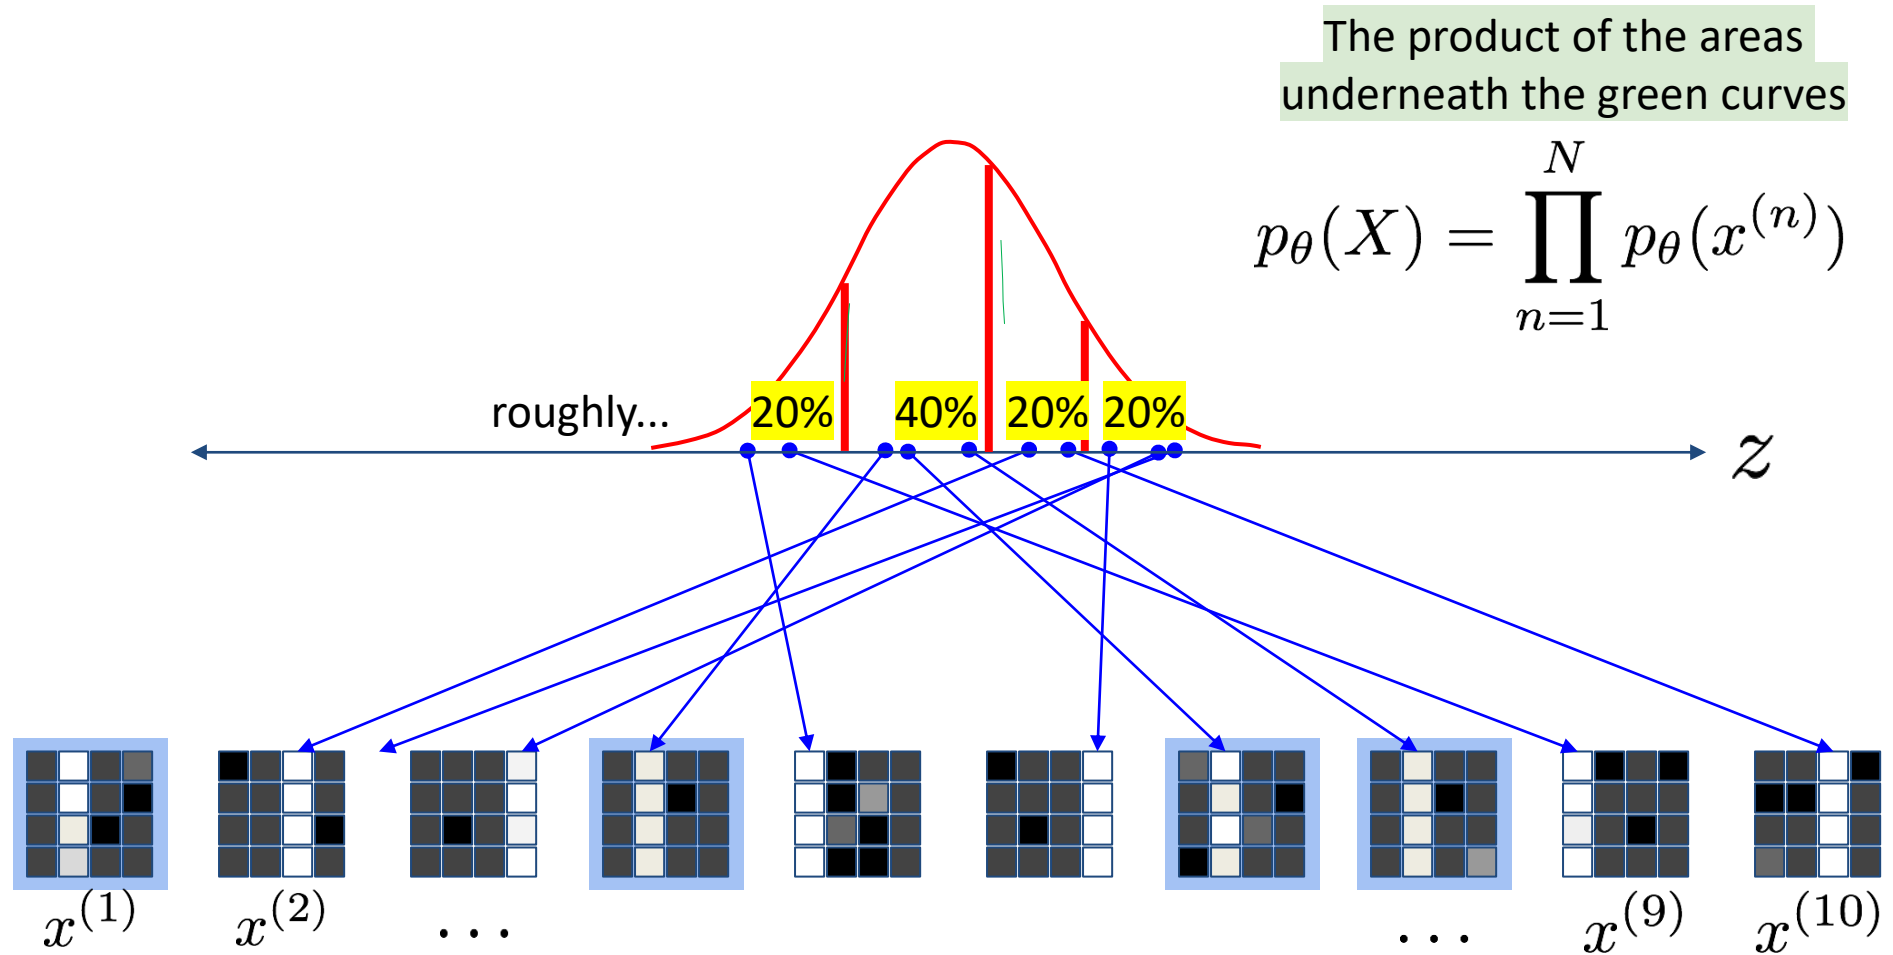 The product of the areas
underneath the green curves
p_θ(X) = ∏_{n=1}^{N} p_θ(x^{(n)})
roughly...
20% 40% 20% 20%
z
x^{(1)} x^{(2)} ... ... x^{(9)} x^{(10)}